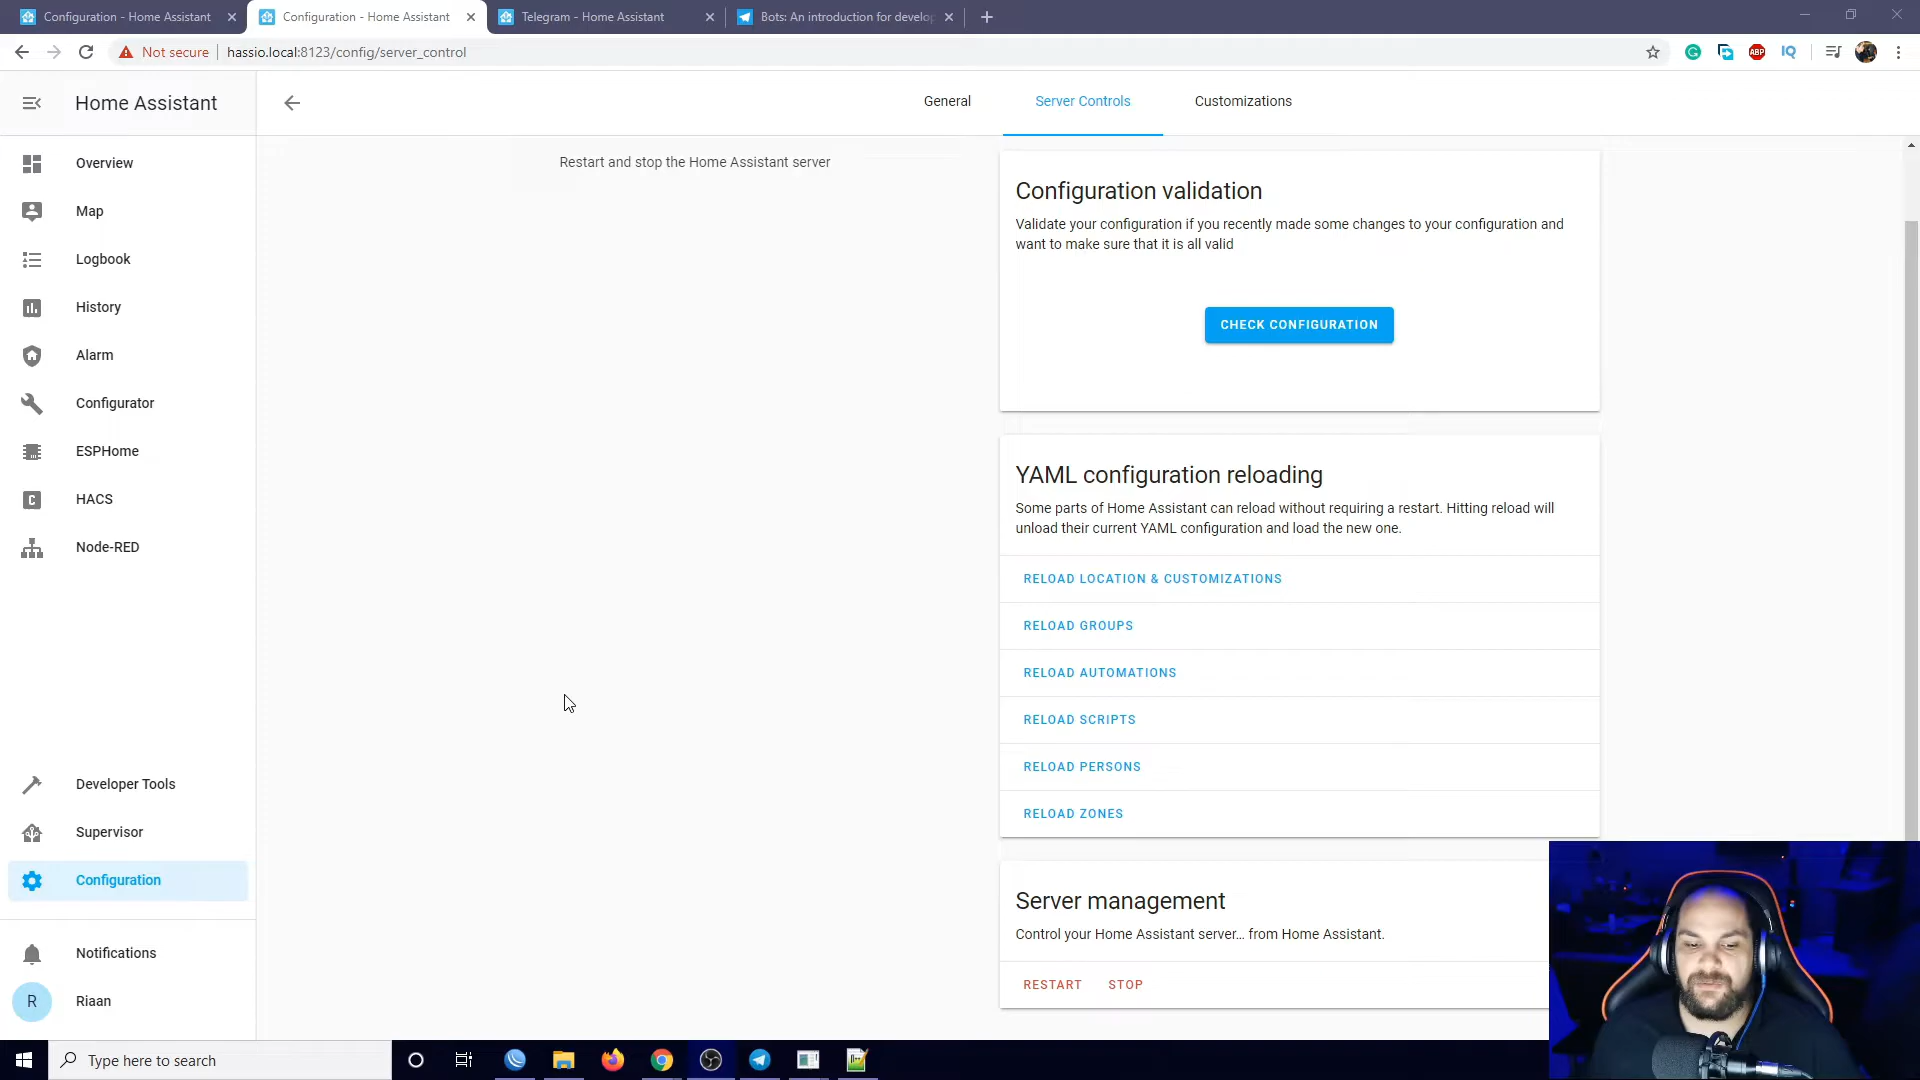 Configuration - Home Assistant
Configuration - Home Assistant
Telegram - Home Assistant
Bots: An introduction for develop
Not secure
hassio.local:8123/config/server_control
ABP
IQ
Home Assistant
General
Server Controls
Customizations
Overview
Map
Logbook
History
Alarm
Configurator
ESPHome
C
HACS
Node-RED
Developer Tools
Supervisor
Configuration
Notifications
R
Riaan
Restart and stop the Home Assistant server
Configuration validation
Validate your configuration if you recently made some changes to your configuration and
want to make sure that it is all valid
CHECK CONFIGURATION
YAML configuration reloading
Some parts of Home Assistant can reload without requiring a restart. Hitting reload will
unload their current YAML configuration and load the new one.
RELOAD LOCATION & CUSTOMIZATIONS
RELOAD GROUPS
RELOAD AUTOMATIONS
RELOAD SCRIPTS
RELOAD PERSONS
RELOAD ZONES
Server management
Control your Home Assistant server... from Home Assistant.
RESTART
STOP
Type here to search